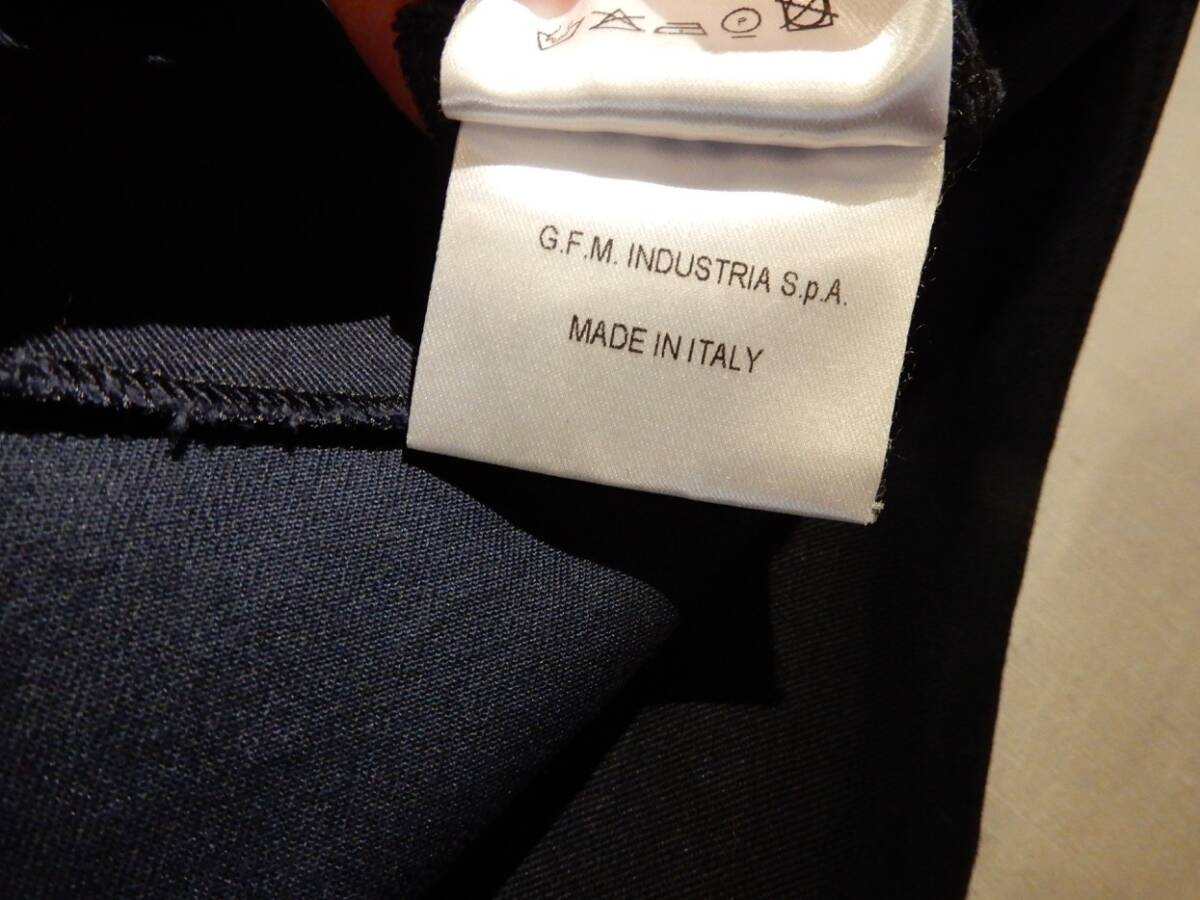 P
G.F.M. INDUSTRIA S.p.A.
MADE IN ITALY